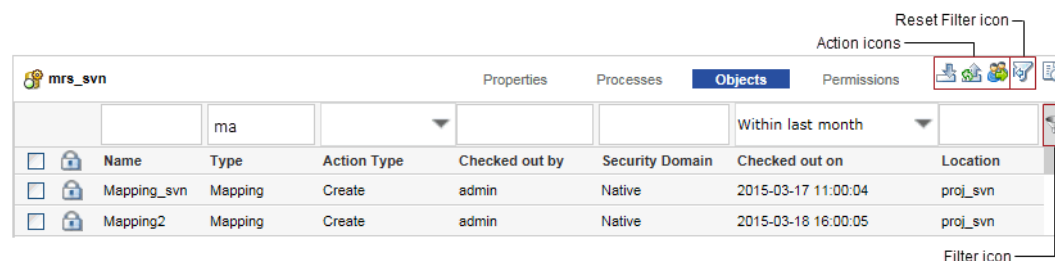 Reset Filter icon
Action icons
mrs_svn Properties Processes Objects Permissions
ma Within last month
Name Type Action Type Checked out by Security Domain Checked out on Location
Mapping_svn Mapping Create admin Native 2015-03-17 11:00:04 proj_svn
Mapping2 Mapping Create admin Native 2015-03-18 16:00:05 proj_svn
Filter icon